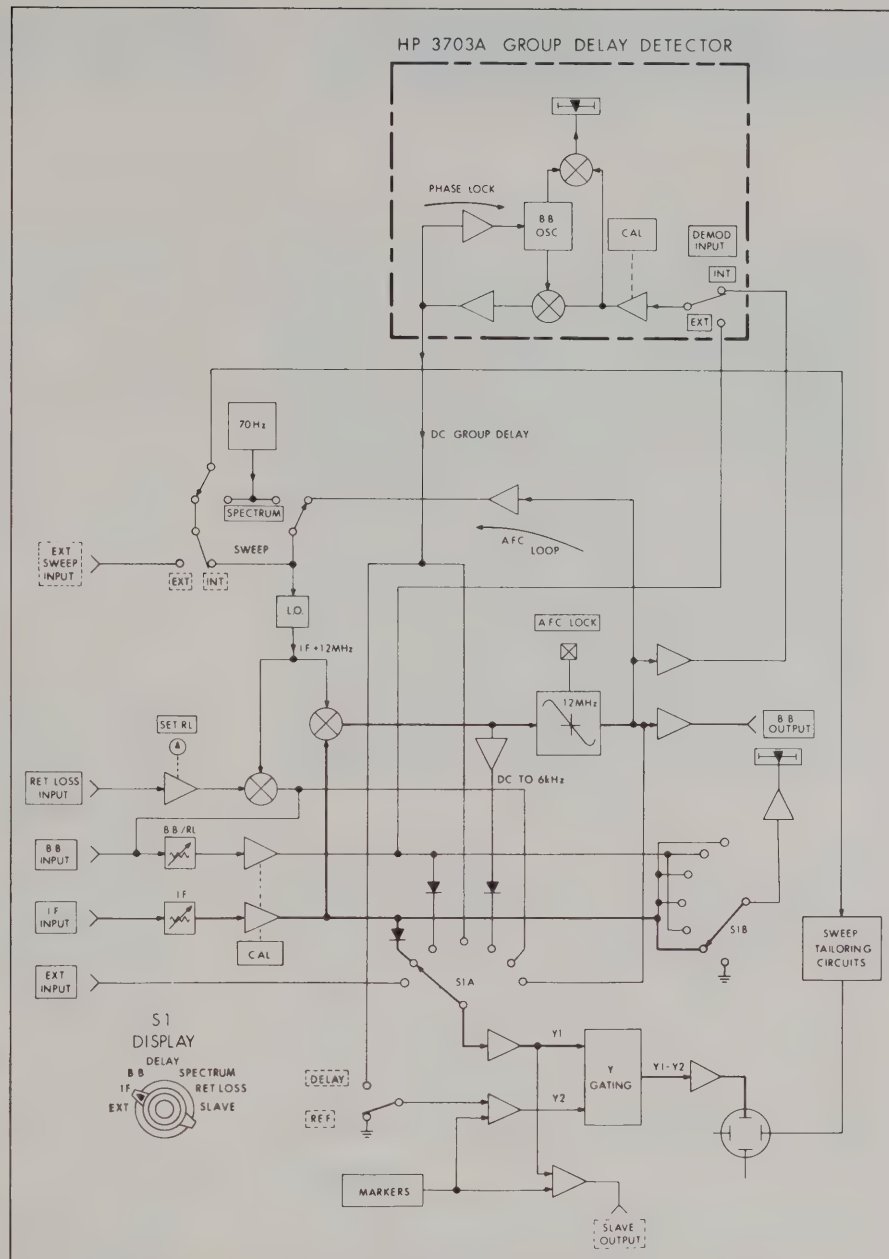 HP 3703A GROUP DELAY DETECTOR
PHASE LOCK
BB
OSC
CAL
DEMOD
INPUT
INT
EXT
70Hz
SPECTRUM
DC GROUP DELAY
AFC
LOOP
EXT
SWEEP
INPUT
SWEEP
EXT
INT
L.O.
IF +12MHz
AFC LOCK
12MHz
SET RL
DC TO 6kHz
BB
OUTPUT
RET LOSS
INPUT
BB
INPUT
BB/RL
IF
INPUT
IF
CAL
EXT
INPUT
S1A
S1B
SWEEP
TAILORING
CIRCUITS
S1
DISPLAY
DELAY
BB
SPECTRUM
IF
RET LOSS
EXT
SLAVE
Y1
Y
GATING
Y1-Y2
DELAY
REF
Y2
MARKERS
SLAVE
OUTPUT